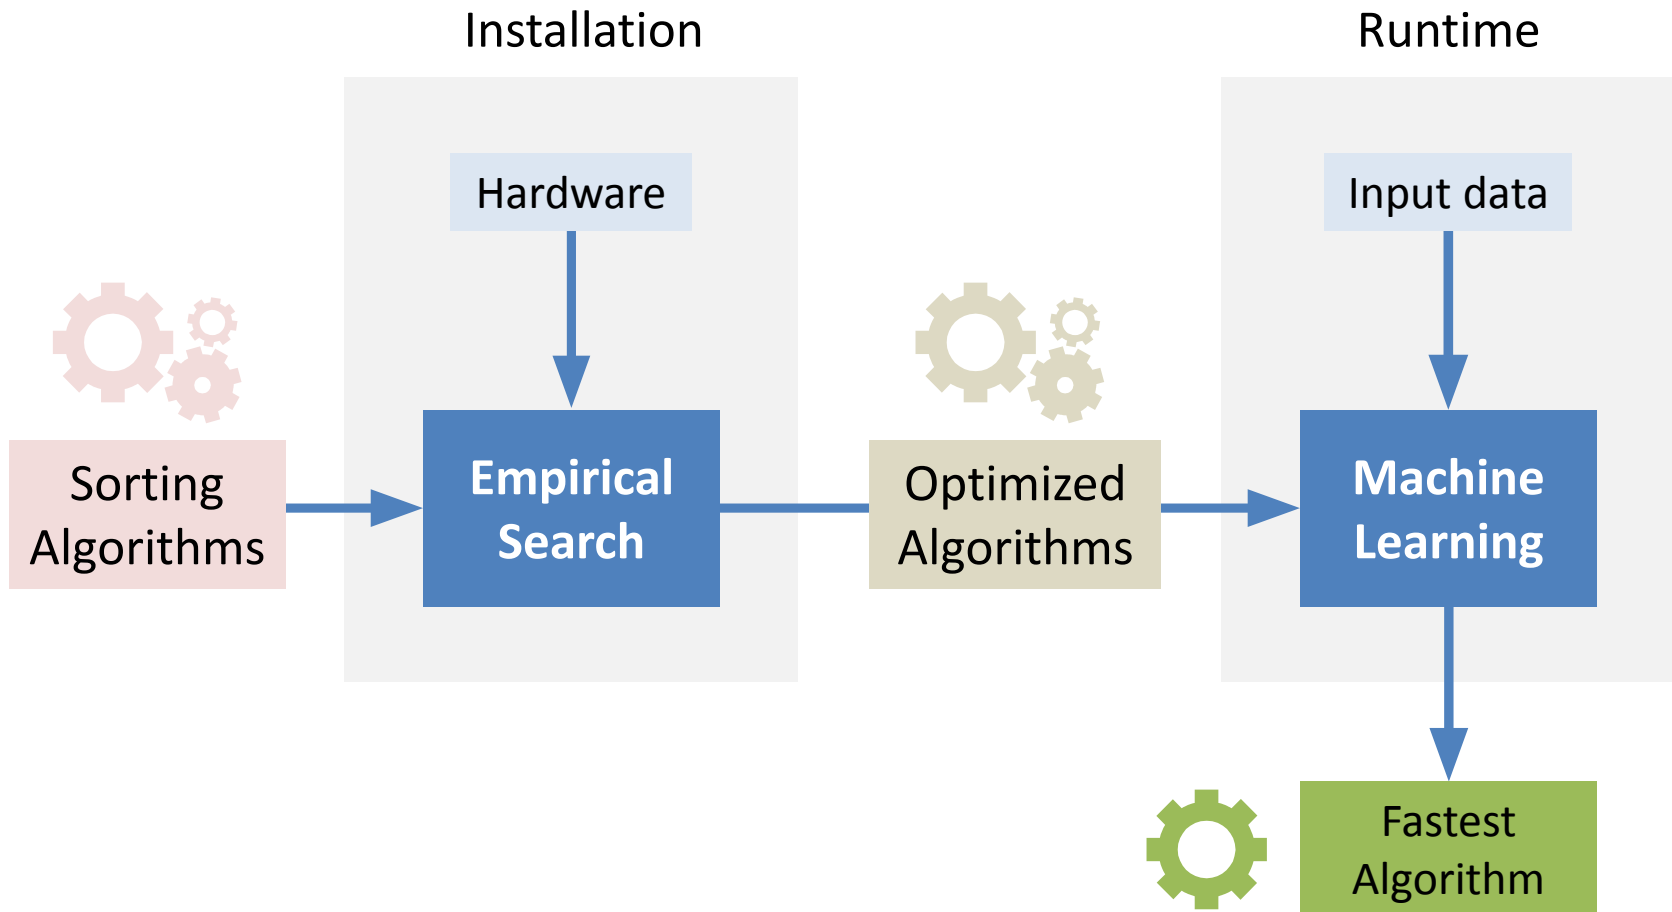 Installation
Runtime
Hardware
Input data
Sorting
Algorithms
Empirical
Search
Optimized
Algorithms
Machine
Learning
Fastest
Algorithm